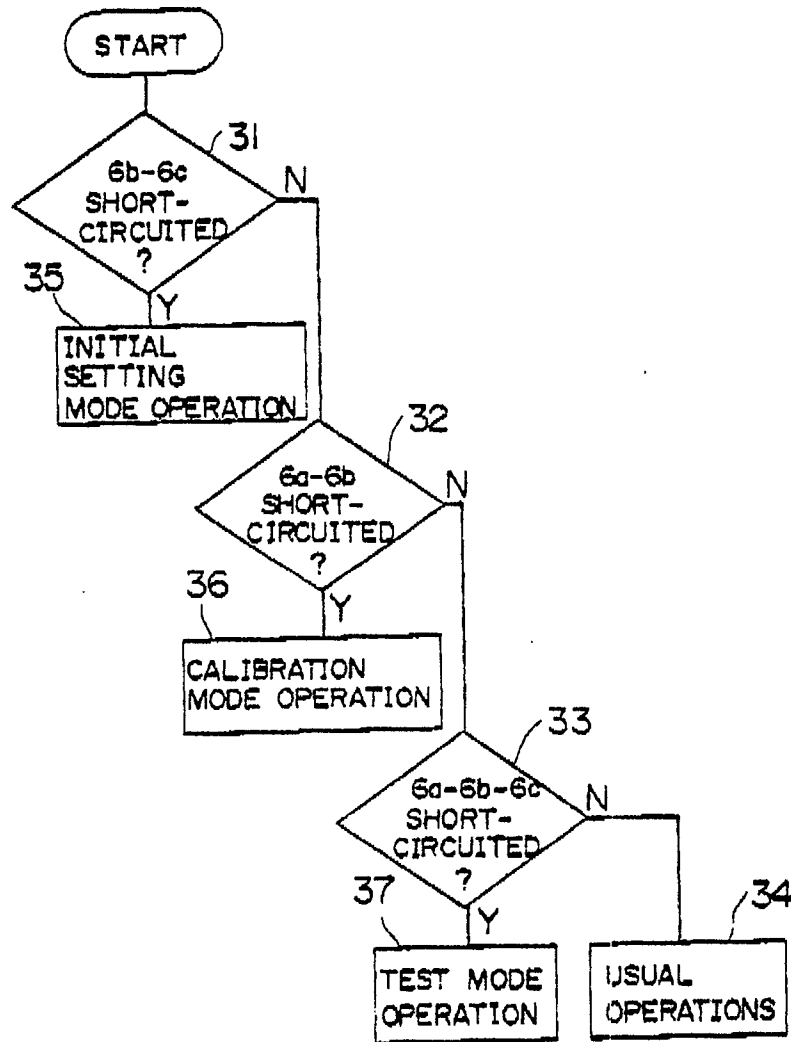 START
31
6b-6c
SHORT-
CIRCUITED
?
N
Y
35
INITIAL
SETTING
MODE OPERATION
32
6a-6b
SHORT-
CIRCUITED
?
N
Y
36
CALIBRATION
MODE OPERATION
33
6a-6b-6c
SHORT-
CIRCUITED
?
N
Y
37
TEST MODE
OPERATION
34
USUAL
OPERATIONS